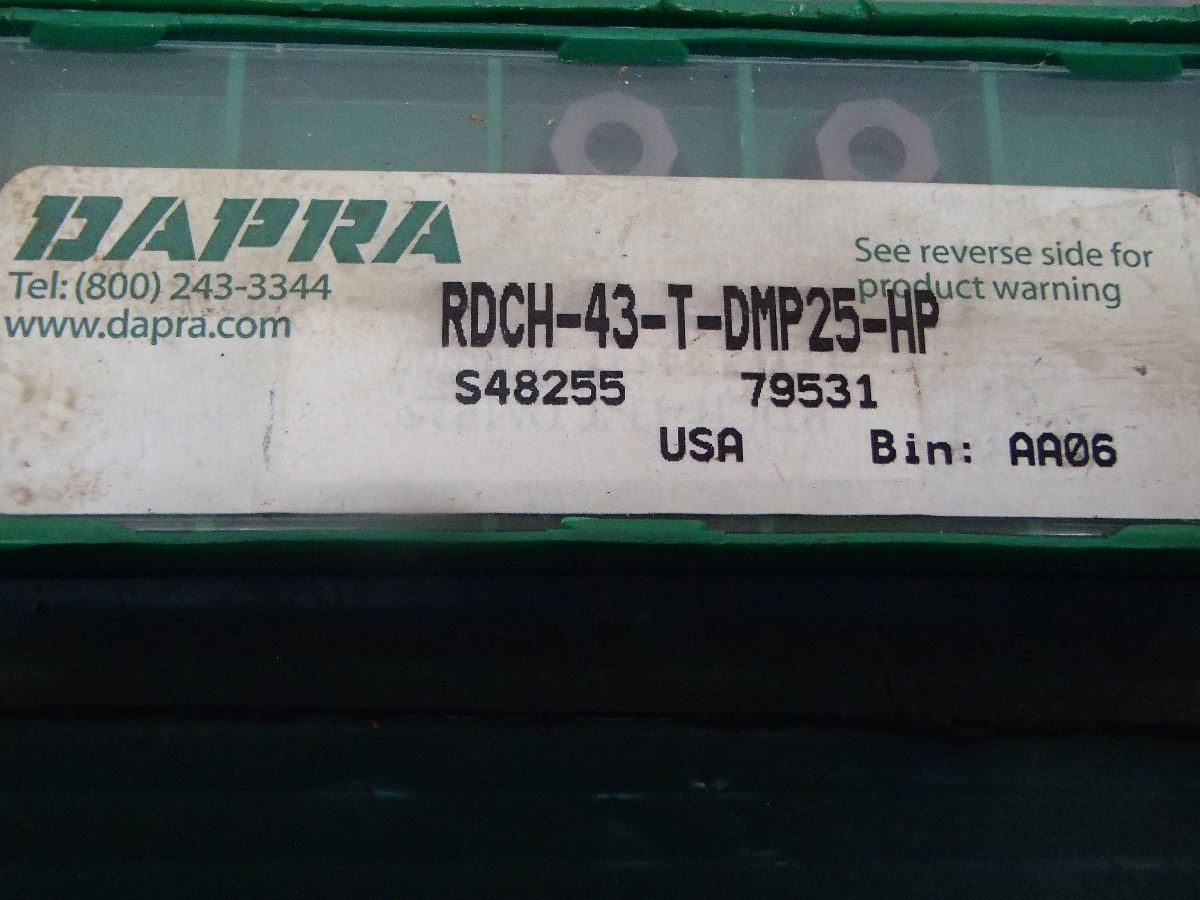 DAPRA
Tel: (800) 243-3344
www.dapra.com
See reverse side for
product warning
RDCH-43-T-DMP25-HP
S48255 79531
USA Bin: AA06